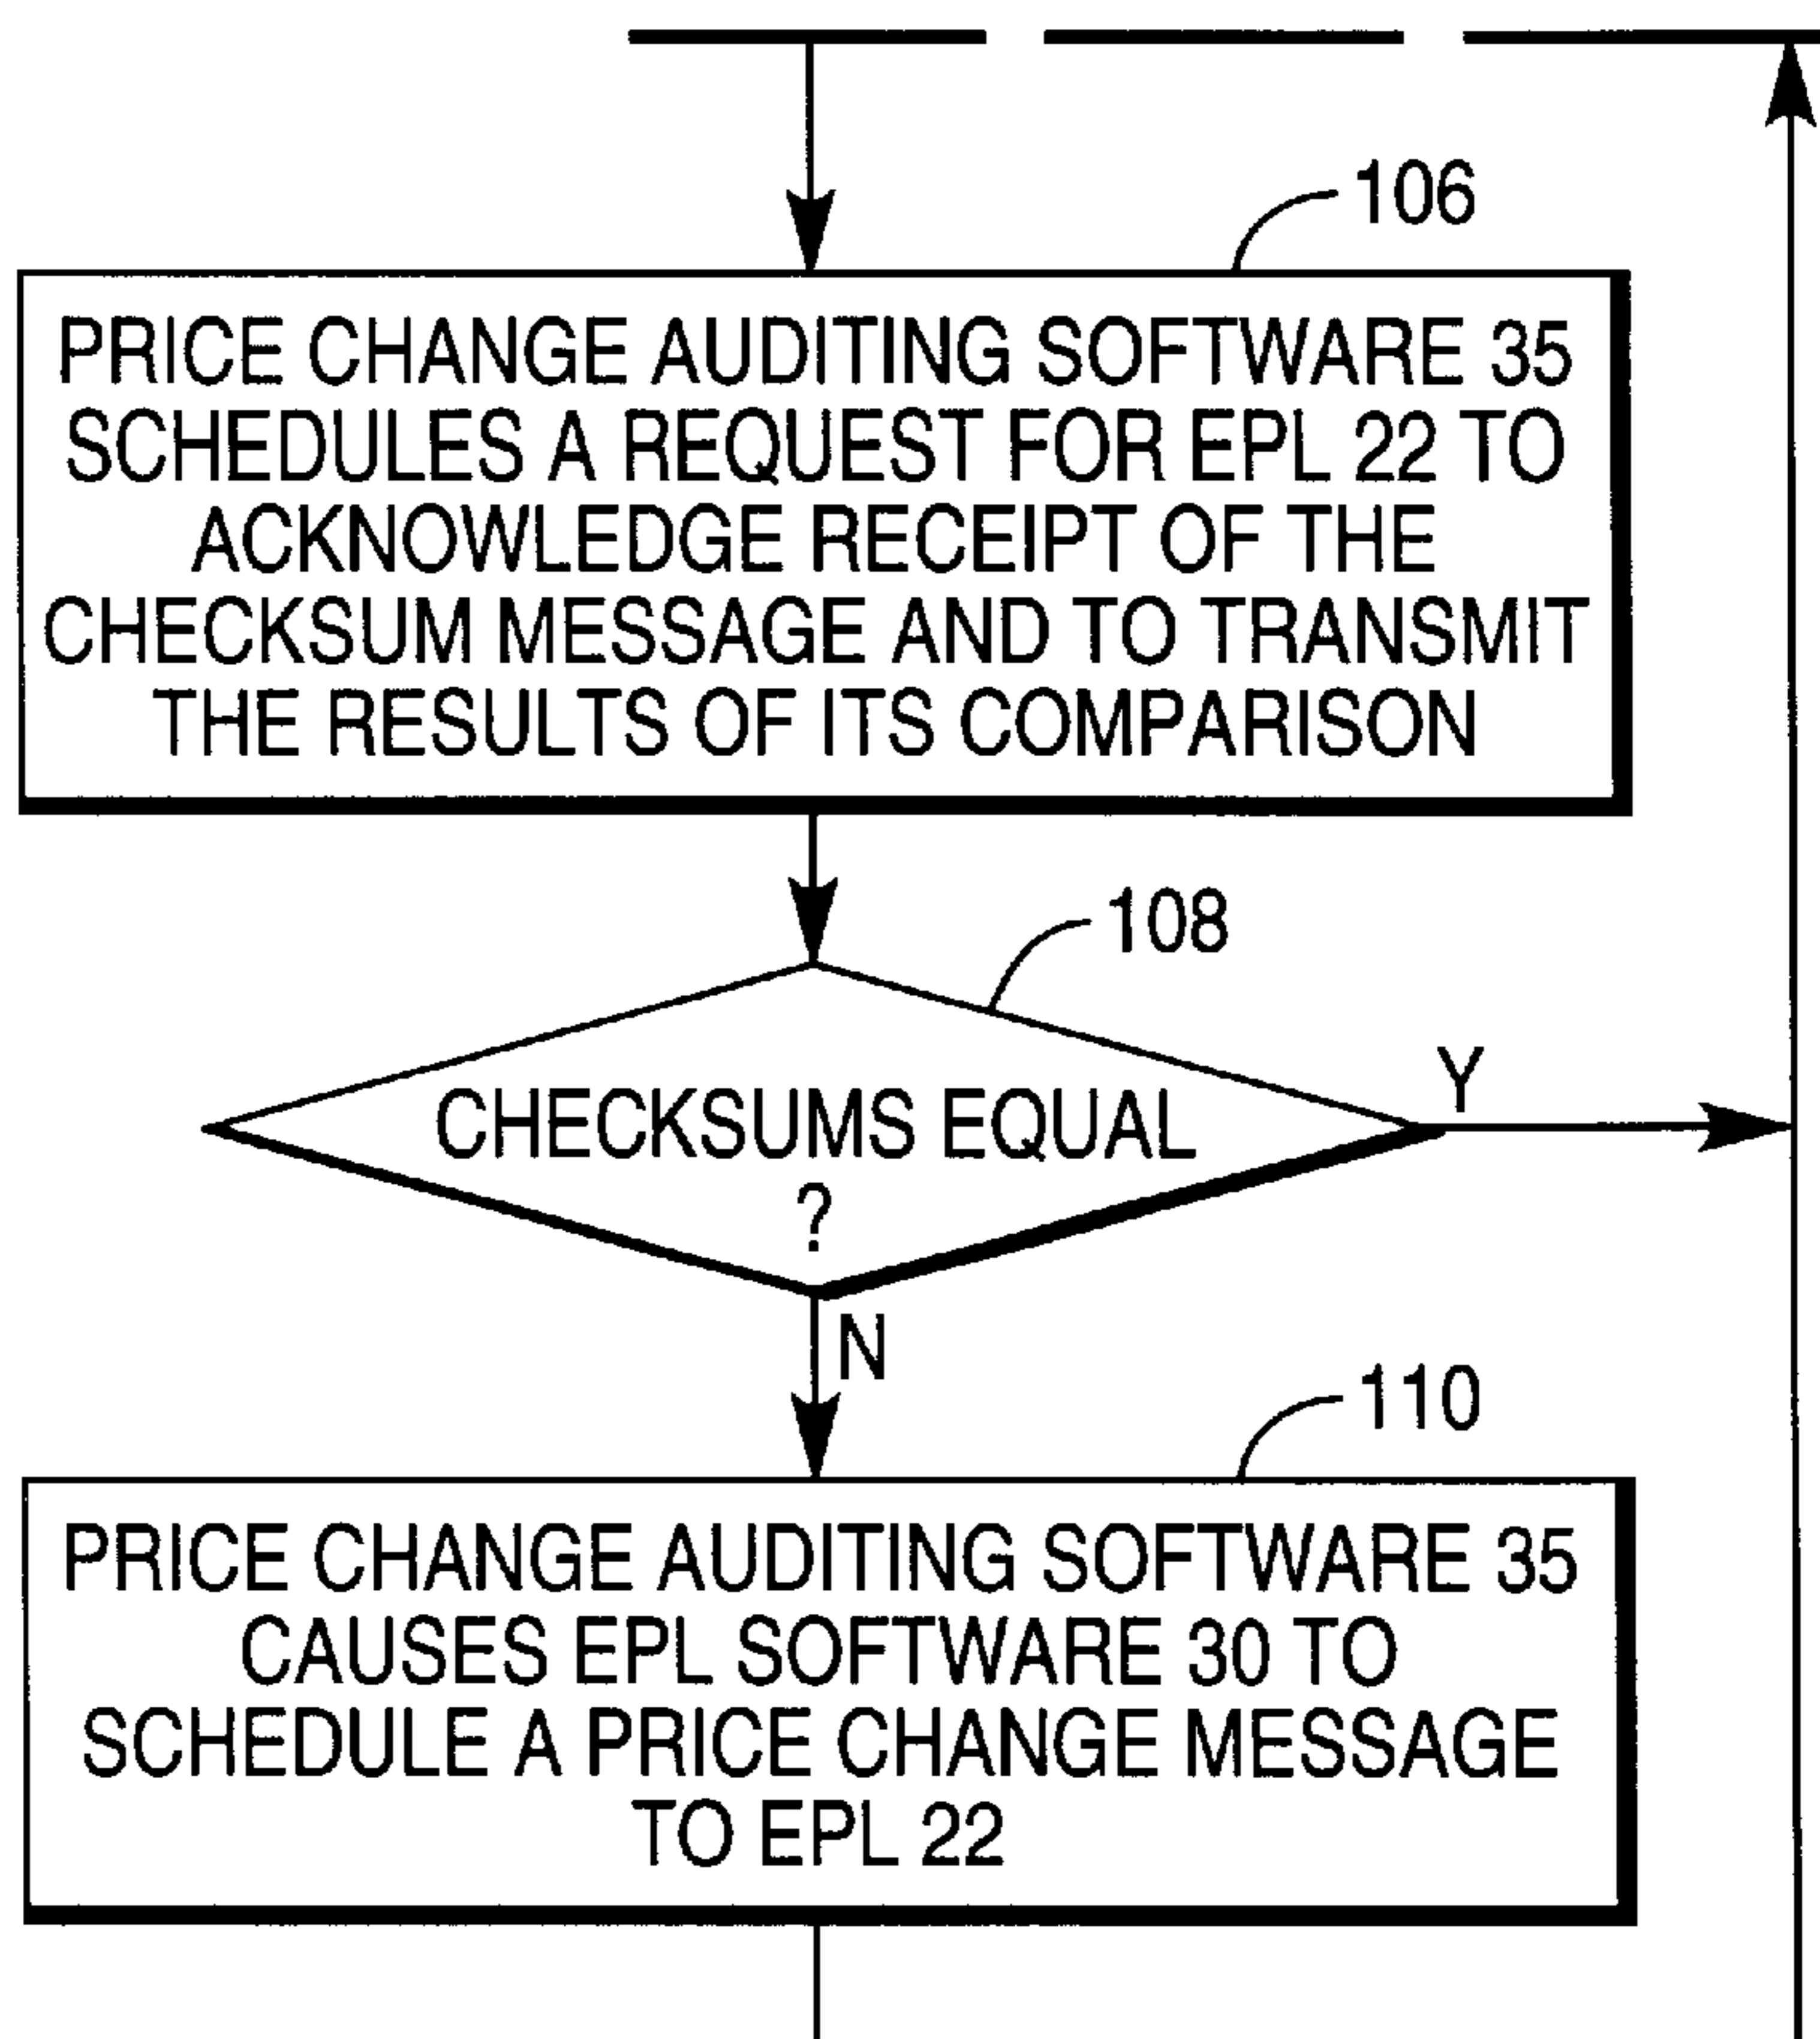 106
PRICE CHANGE AUDITING SOFTWARE 35
SCHEDULES A REQUEST FOR EPL 22 TO
ACKNOWLEDGE RECEIPT OF THE
CHECKSUM MESSAGE AND TO TRANSMIT
THE RESULTS OF ITS COMPARISON
108
CHECKSUMS EQUAL
?
Y
N
110
PRICE CHANGE AUDITING SOFTWARE 35
CAUSES EPL SOFTWARE 30 TO
SCHEDULE A PRICE CHANGE MESSAGE
TO EPL 22